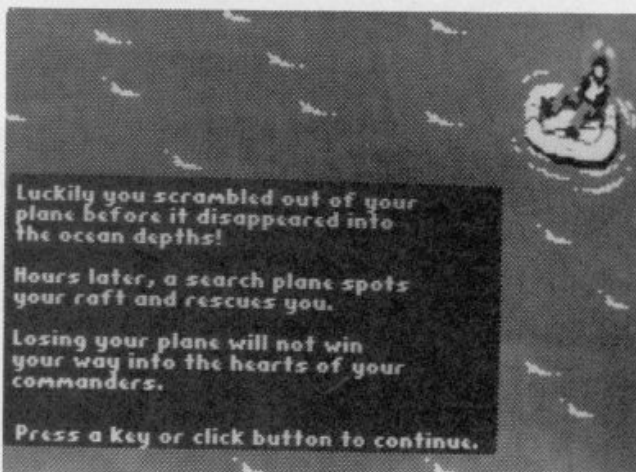 Luckily you scrambled out of your
plane before it disappeared into
the ocean depths!
Hours later, a search plane spots
your raft and rescues you.
Losing your plane will not win
your way into the hearts of your
commanders.
Press a key or click button to continue.